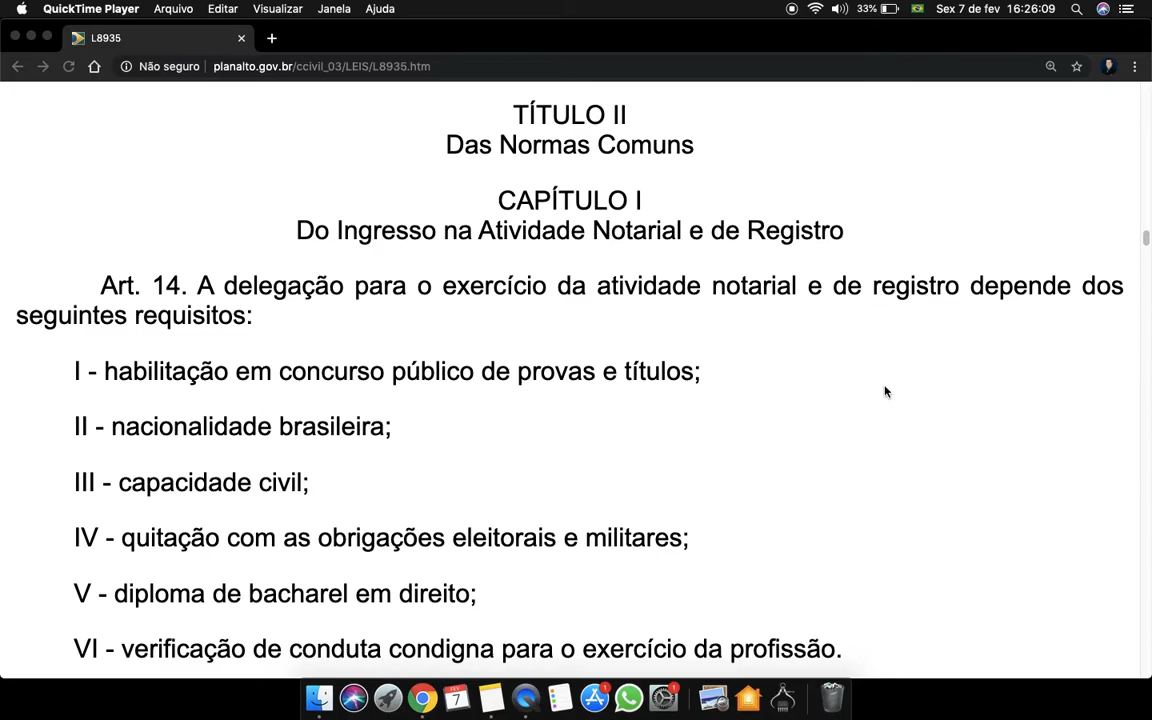 QuickTime Player Arquivo Editar Visualizar Janela Ajuda 33% Sex 7 de fev 16:26:09
L8935
Não seguro planalto.gov.br/ccivil_03/LEIS/L8935.htm
TÍTULO II
Das Normas Comuns
CAPÍTULO I
Do Ingresso na Atividade Notarial e de Registro
Art. 14. A delegação para o exercício da atividade notarial e de registro depende dos
seguintes requisitos:
I - habilitação em concurso público de provas e títulos;
II - nacionalidade brasileira;
III - capacidade civil;
IV - quitação com as obrigações eleitorais e militares;
V - diploma de bacharel em direito;
VI - verificação de conduta condigna para o exercício da profissão.
FEV
7
1
1